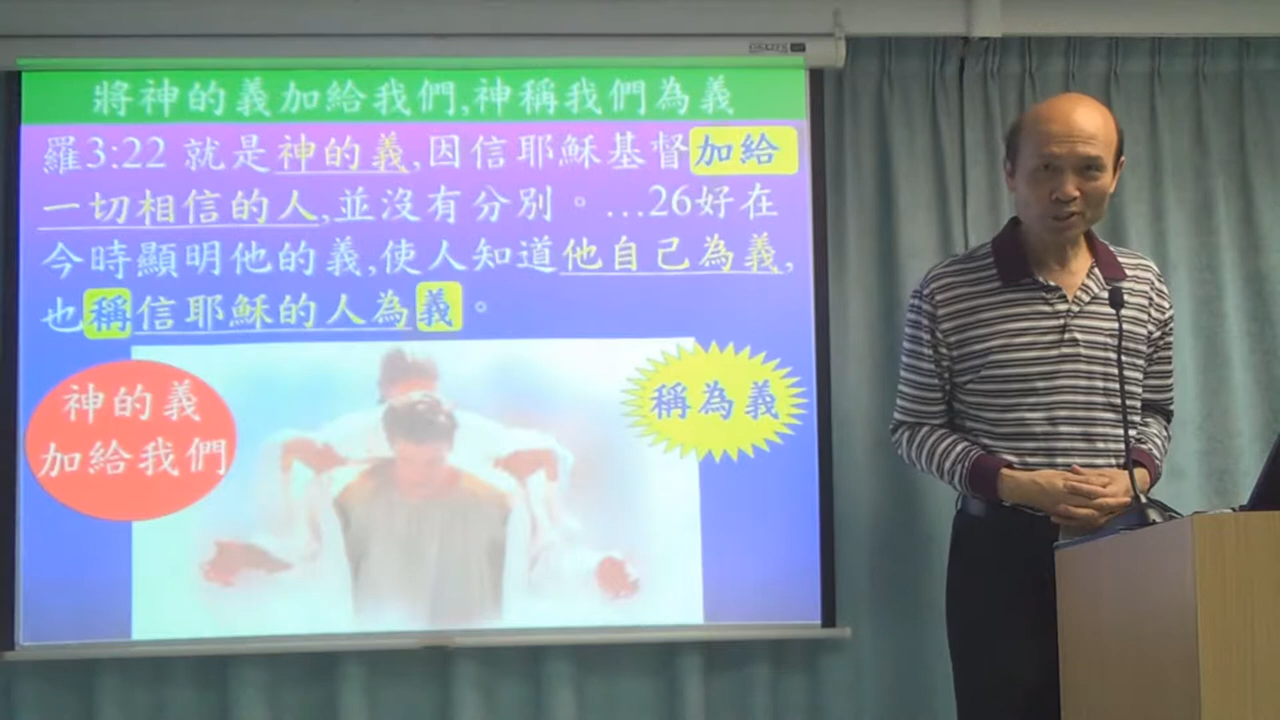 將神的義加給我們,神稱我們為義
羅3:22 就是神的義,因信耶穌基督加給
一切相信的人,並沒有分別。…26好在
今時顯明他的義,使人知道他自己為義,
也稱信耶穌的人為義。
神的義
加給我們
稱為義